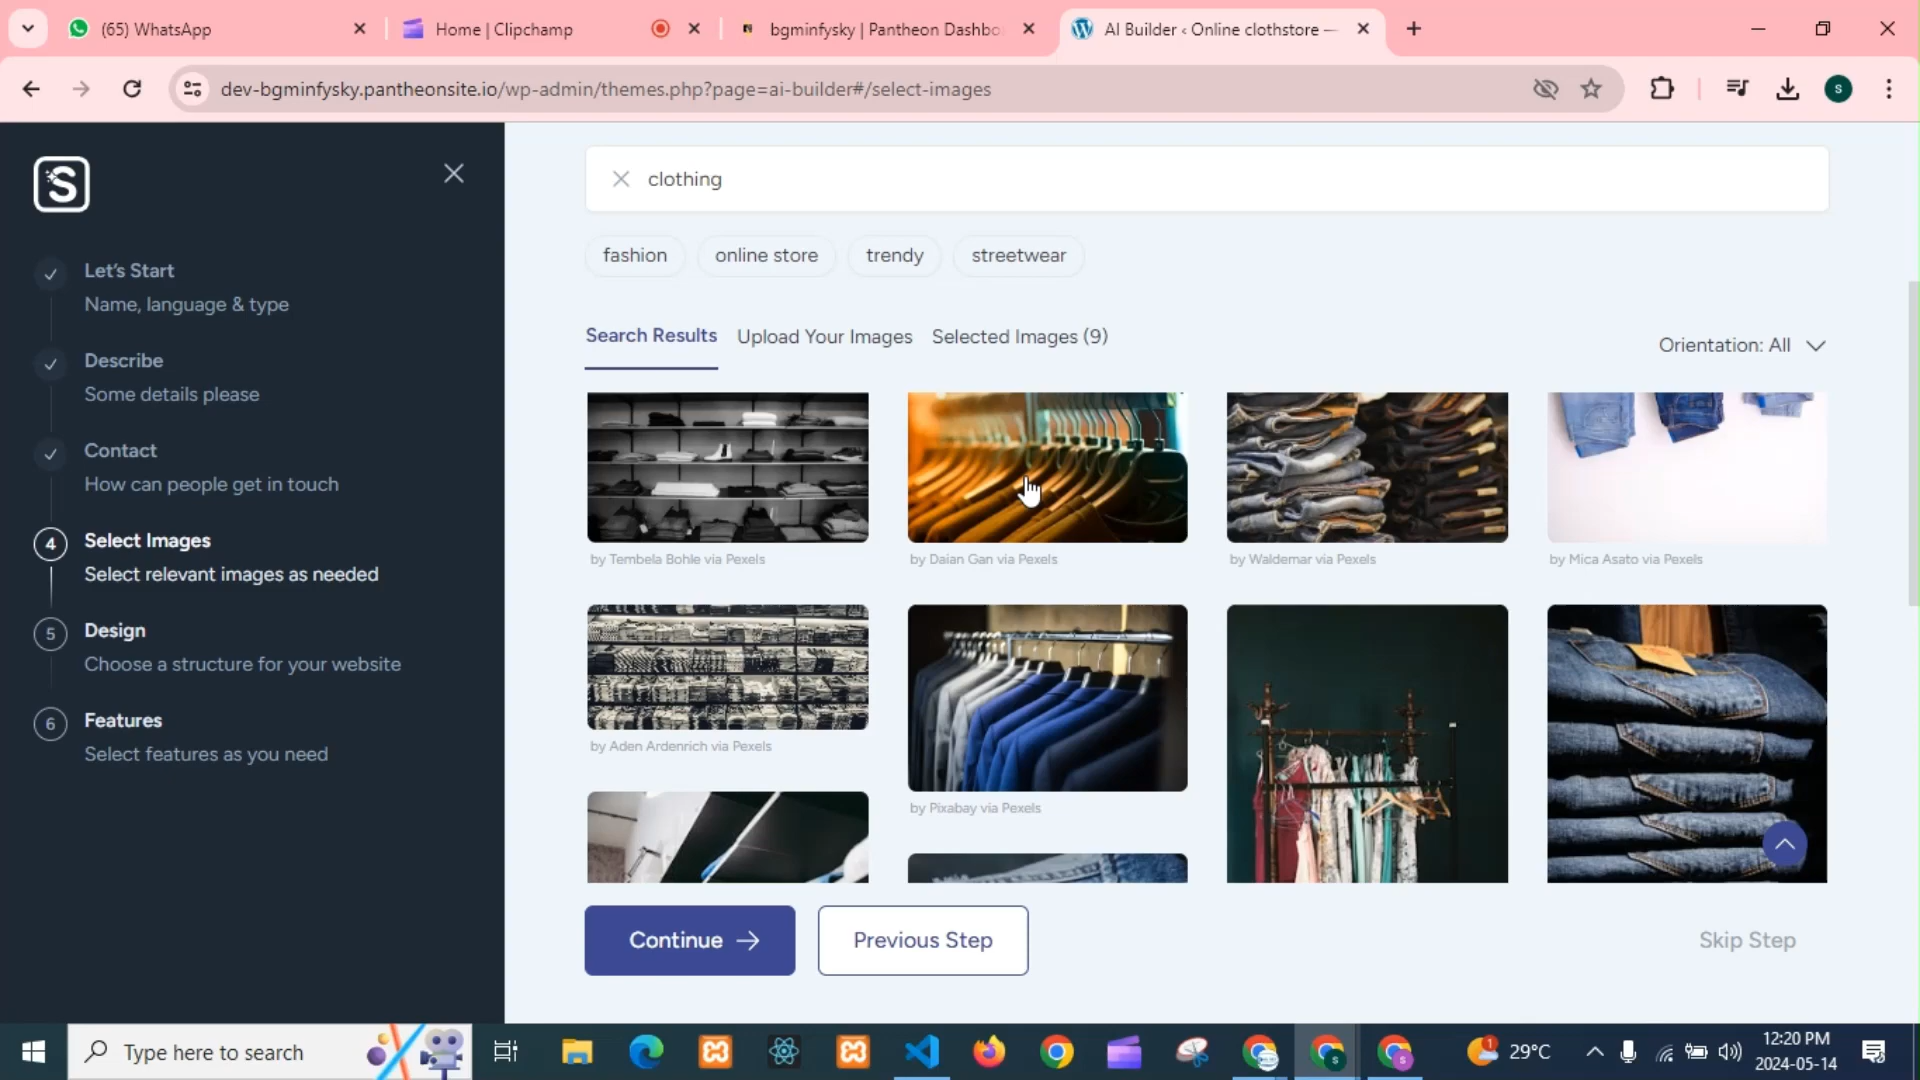 (65) WhatsApp
Home | Clipchamp
bgminfysky | Pantheon Dashbo
AI Builder ‹ Online clothstore —
dev-bgminfysky.pantheonsite.io/wp-admin/themes.php?page=ai-builder#/select-images
S
S
Let's Start
Name, language & type
Describe
Some details please
Contact
How can people get in touch
4
Select Images
Select relevant images as needed
5
Design
Choose a structure for your website
6
Features
Select features as you need
clothing
fashion
online store
trendy
streetwear
Search Results
Upload Your Images
Selected Images (9)
Orientation: All
by Tembela Bohle via Pexels
by Daian Gan via Pexels
by Waldemar via Pexels
by Mica Asato via Pexels
by Aden Ardenrich via Pexels
by Pixabay via Pexels
Continue
Previous Step
Skip Step
Type here to search
1
29°C
12:20 PM
2024-05-14